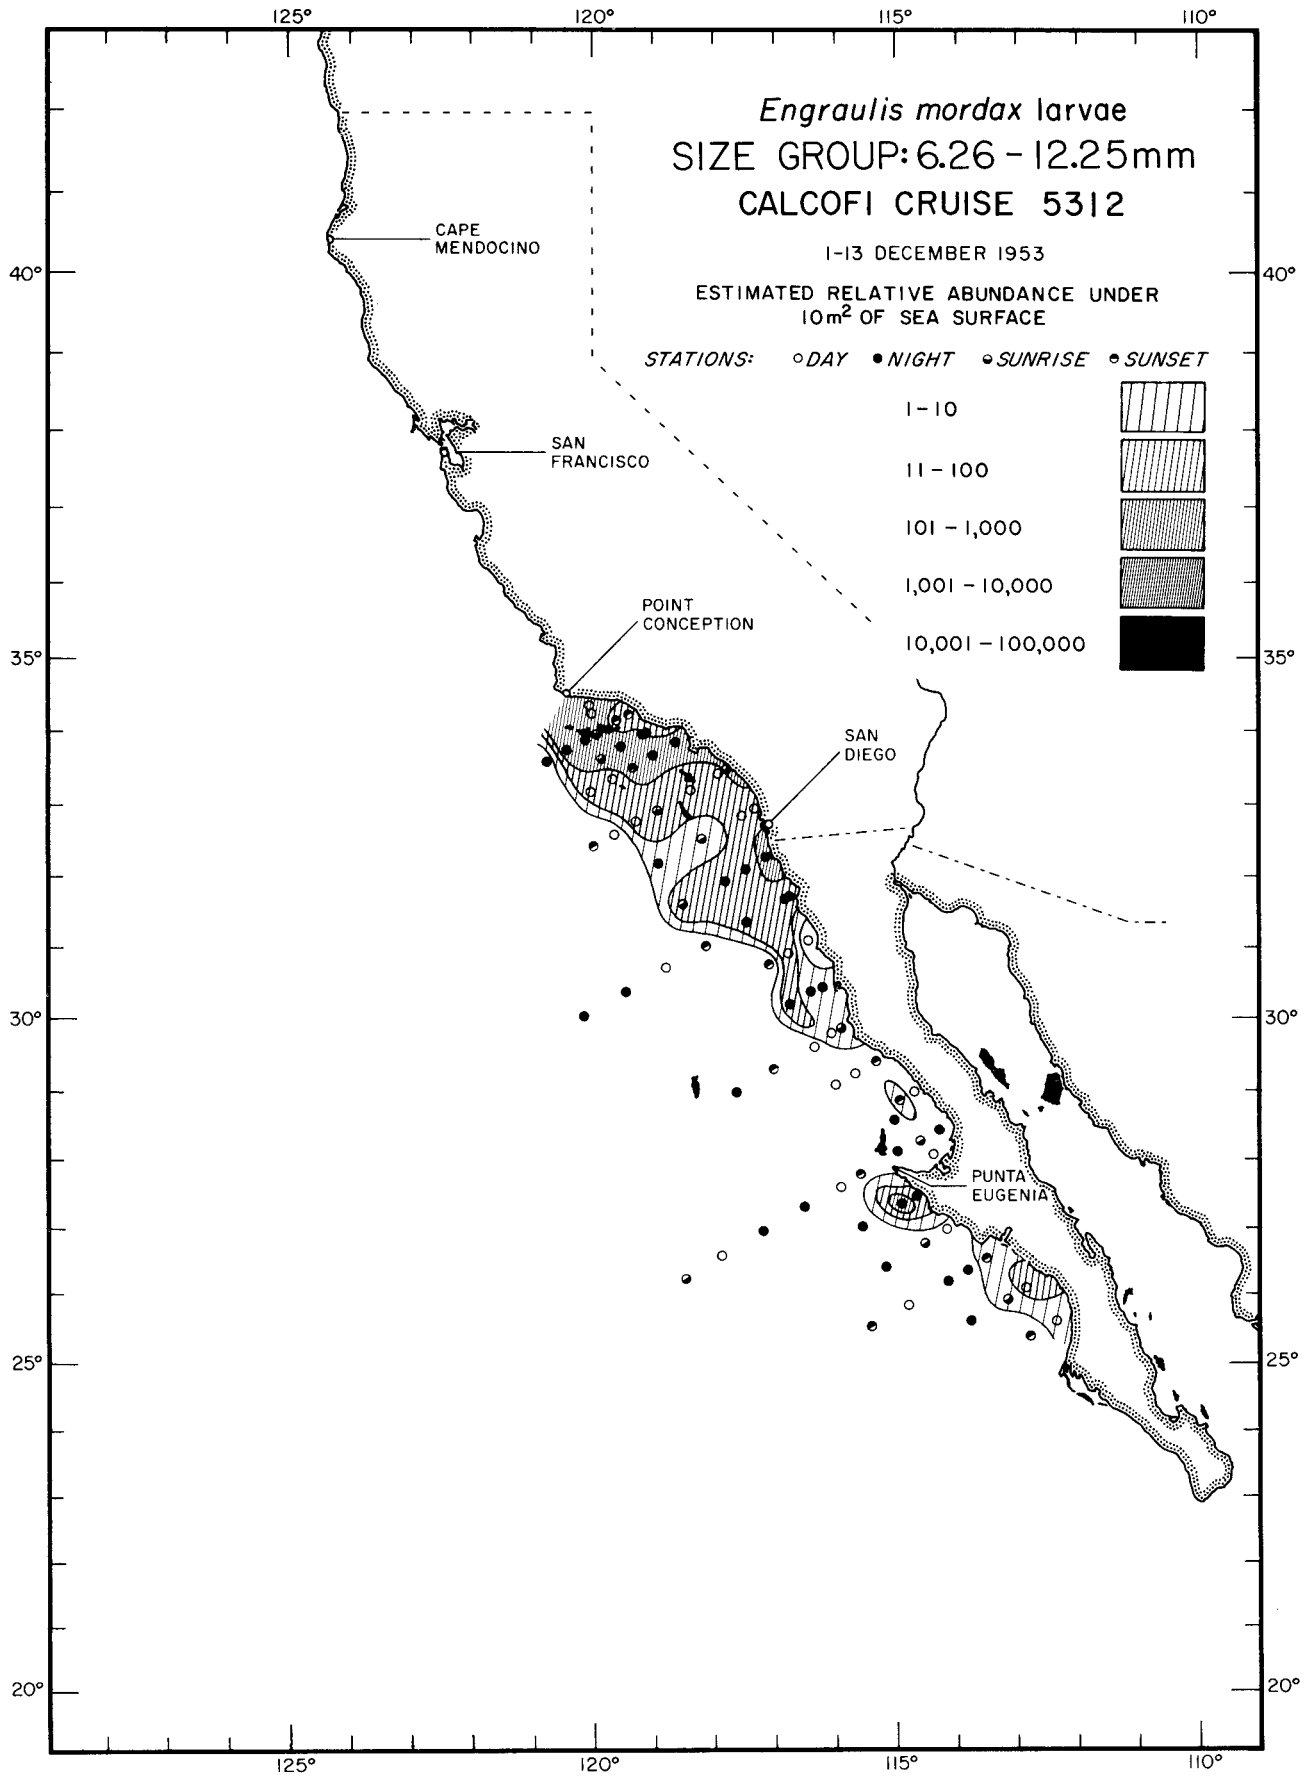 125° 120° 115° 110°
Engraulis mordax larvae
SIZE GROUP: 6.26 - 12.25mm
CALCOFI CRUISE 5312
1-13 DECEMBER 1953
ESTIMATED RELATIVE ABUNDANCE UNDER
10m² OF SEA SURFACE
STATIONS: DAY NIGHT SUNRISE SUNSET
1-10
11-100
101-1,000
1,001-10,000
10,001-100,000
CAPE
MENDOCINO
40° 40°
SAN
FRANCISCO
POINT
CONCEPTION
35° 35°
SAN
DIEGO
30° 30°
PUNTA
EUGENIA
25° 25°
20° 20°
125° 120° 115° 110°